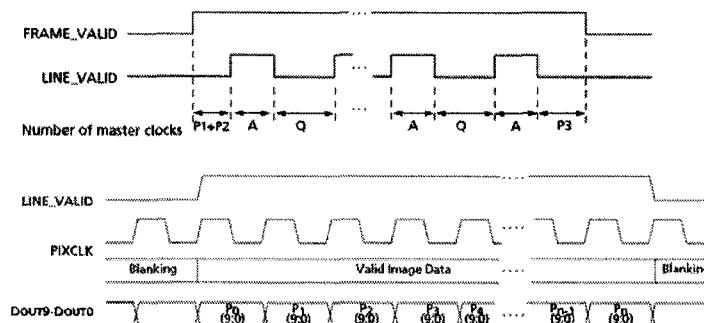 FRAME_VALID
LINE_VALID
... ...
...
Number of master clocks P1+P2 A Q A Q A P3
LINE_VALID
....
PIXCLK
....
Blanking Valid Image Data .... Blanking
DOUT9-DOUT0 P0 (9:0) P1 (9:0) P2 (9:0) P3 (9:0) P4 (9:0) .... Pn-1 (9:0) Pn (9:0)